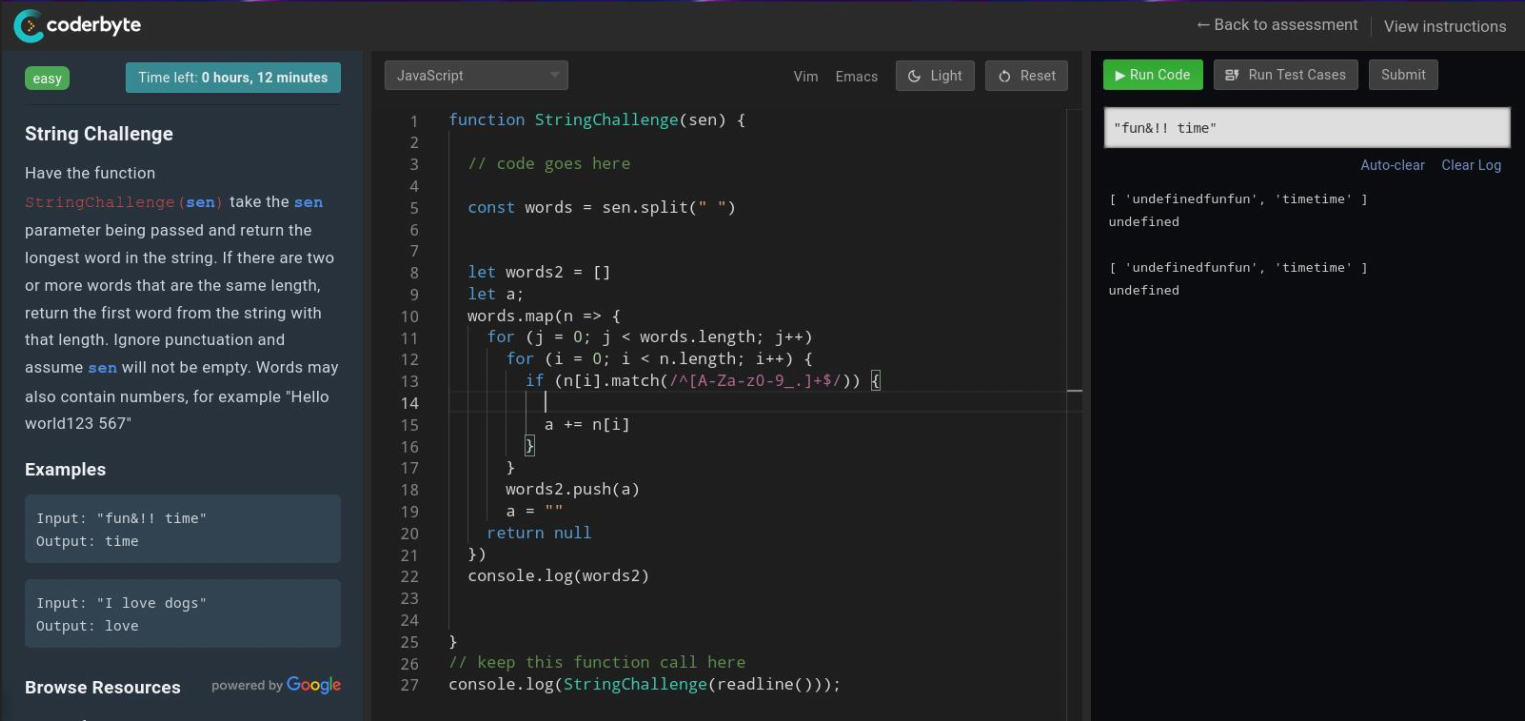 coderbyte
← Back to assessment
View instructions
easy
Time left: 0 hours, 12 minutes
String Challenge
Have the function
StringChallenge(sen) take the sen
parameter being passed and return the
longest word in the string. If there are two
or more words that are the same length,
return the first word from the string with
that length. Ignore punctuation and
assume sen will not be empty. Words may
also contain numbers, for example "Hello
world123 567"
Examples
Input: "fun&!! time"
Output: time
Input: "I love dogs"
Output: love
Browse Resources
powered by Google
JavaScript
Vim
Emacs
Light
Reset
1 function StringChallenge(sen) {
2
3 // code goes here
4
5 const words = sen.split(" ")
6
7
8 let words2 = []
9 let a;
10 words.map(n => {
11 for (j = 0; j < words.length; j++)
12 for (i = 0; i < n.length; i++) {
13 if (n[i].match(/^[A-Za-z0-9_.]+$/)) {
14
15 a += n[i]
16 }
17 }
18 words2.push(a)
19 a = ""
20 return null
21 })
22 console.log(words2)
23
24
25 }
26 // keep this function call here
27 console.log(StringChallenge(readline()));
Run Code
Run Test Cases
Submit
"fun&!! time"
Auto-clear
Clear Log
[ 'undefinedfunfun', 'timetime' ]
undefined
[ 'undefinedfunfun', 'timetime' ]
undefined